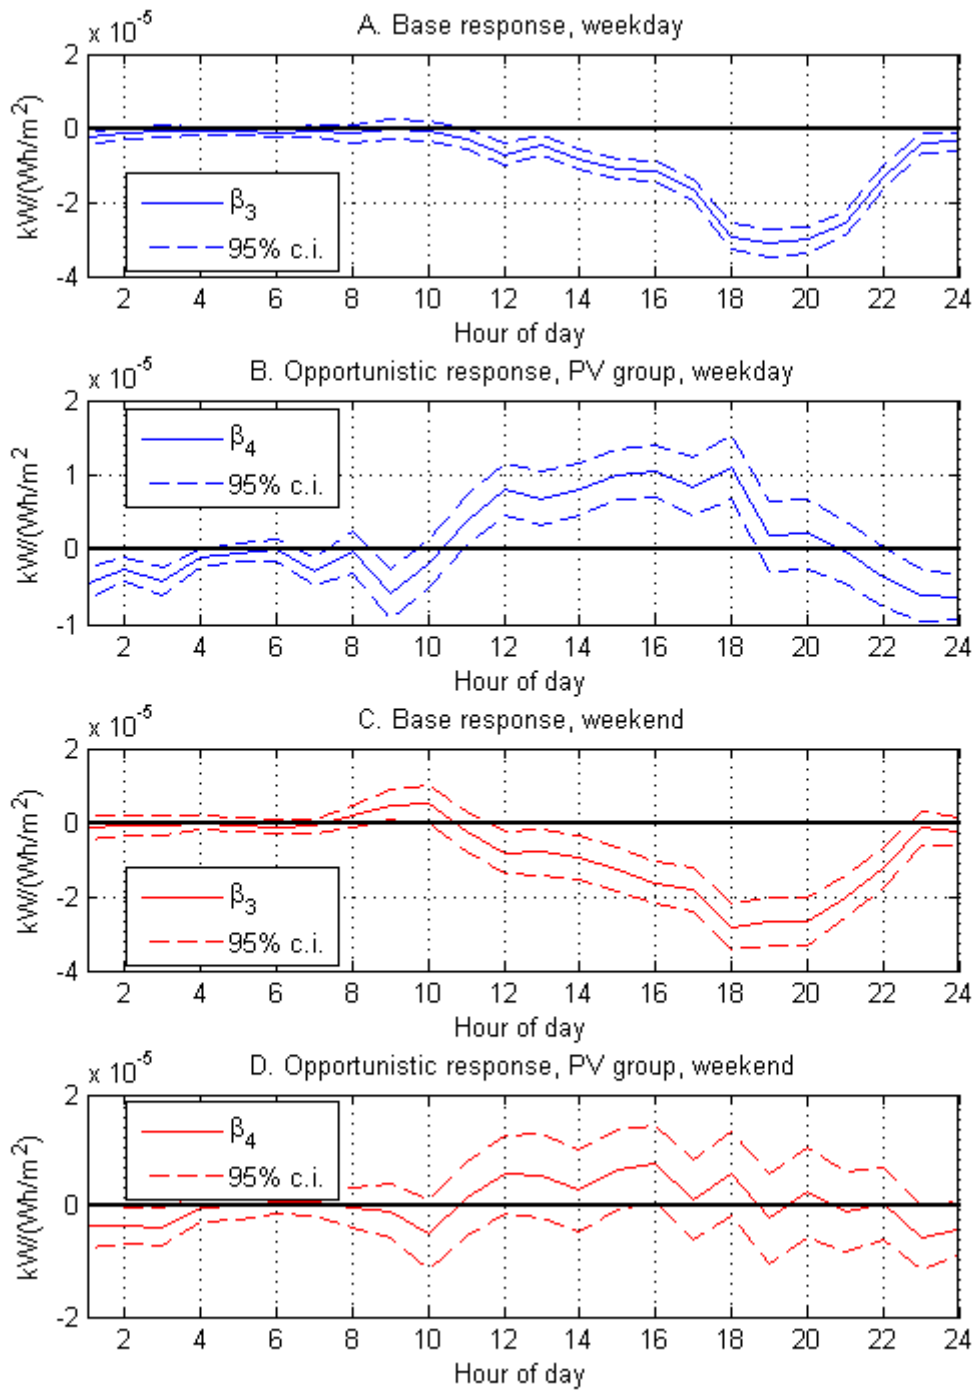 x 10^-5
A. Base response, weekday
kW/(Wh/m^2)
2
0
-2
-4
β_3
95% c.i.
2 4 6 8 10 12 14 16 18 20 22 24
Hour of day
x 10^-5
B. Opportunistic response, PV group, weekday
kW/(Wh/m^2
2
1
0
-1
β_4
95% c.i.
2 4 6 8 10 12 14 16 18 20 22 24
Hour of day
x 10^-5
C. Base response, weekend
kW/(Wh/m^2)
2
0
-2
-4
β_3
95% c.i.
2 4 6 8 10 12 14 16 18 20 22 24
Hour of day
x 10^-5
D. Opportunistic response, PV group, weekend
kW/(Wh/m^2)
2
0
-2
β_4
95% c.i.
2 4 6 8 10 12 14 16 18 20 22 24
Hour of day